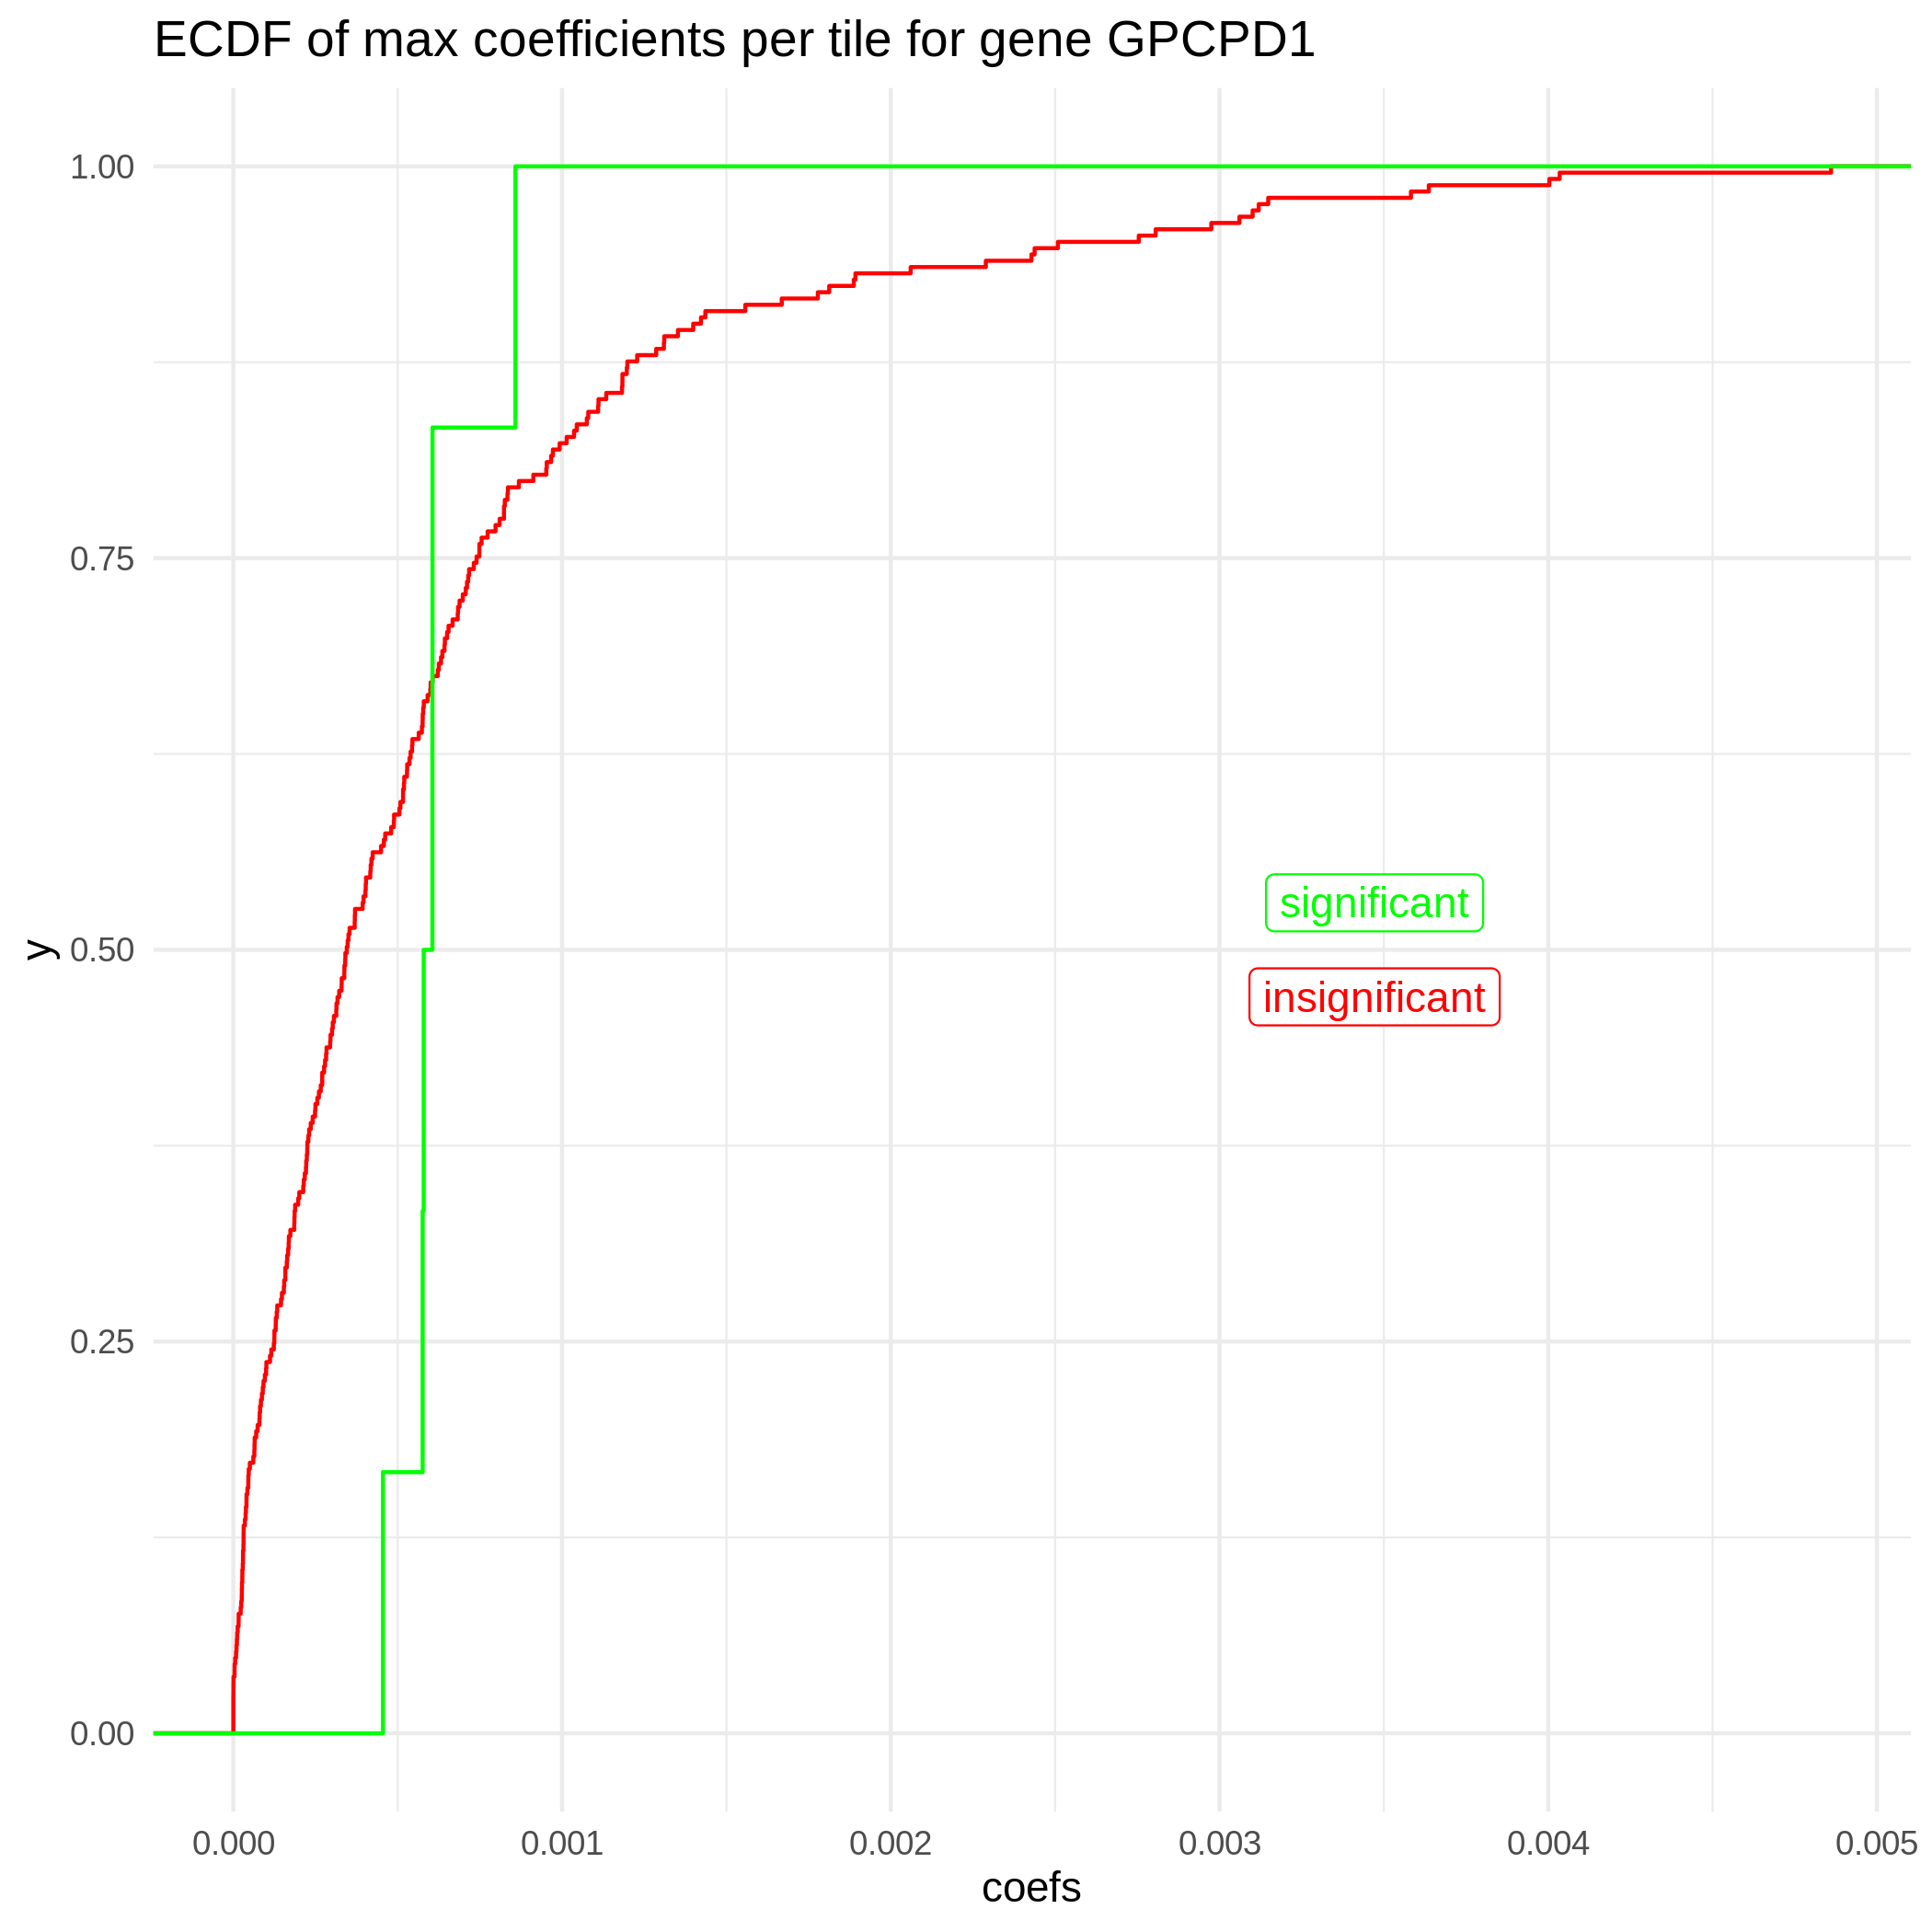 ECDF of max coefficients per tile for gene GPCPD1
1.00
0.75
0.50
0.25
0.00
y
significant
insignificant
0.000 0.001 0.002 0.003 0.004 0.005
coefs